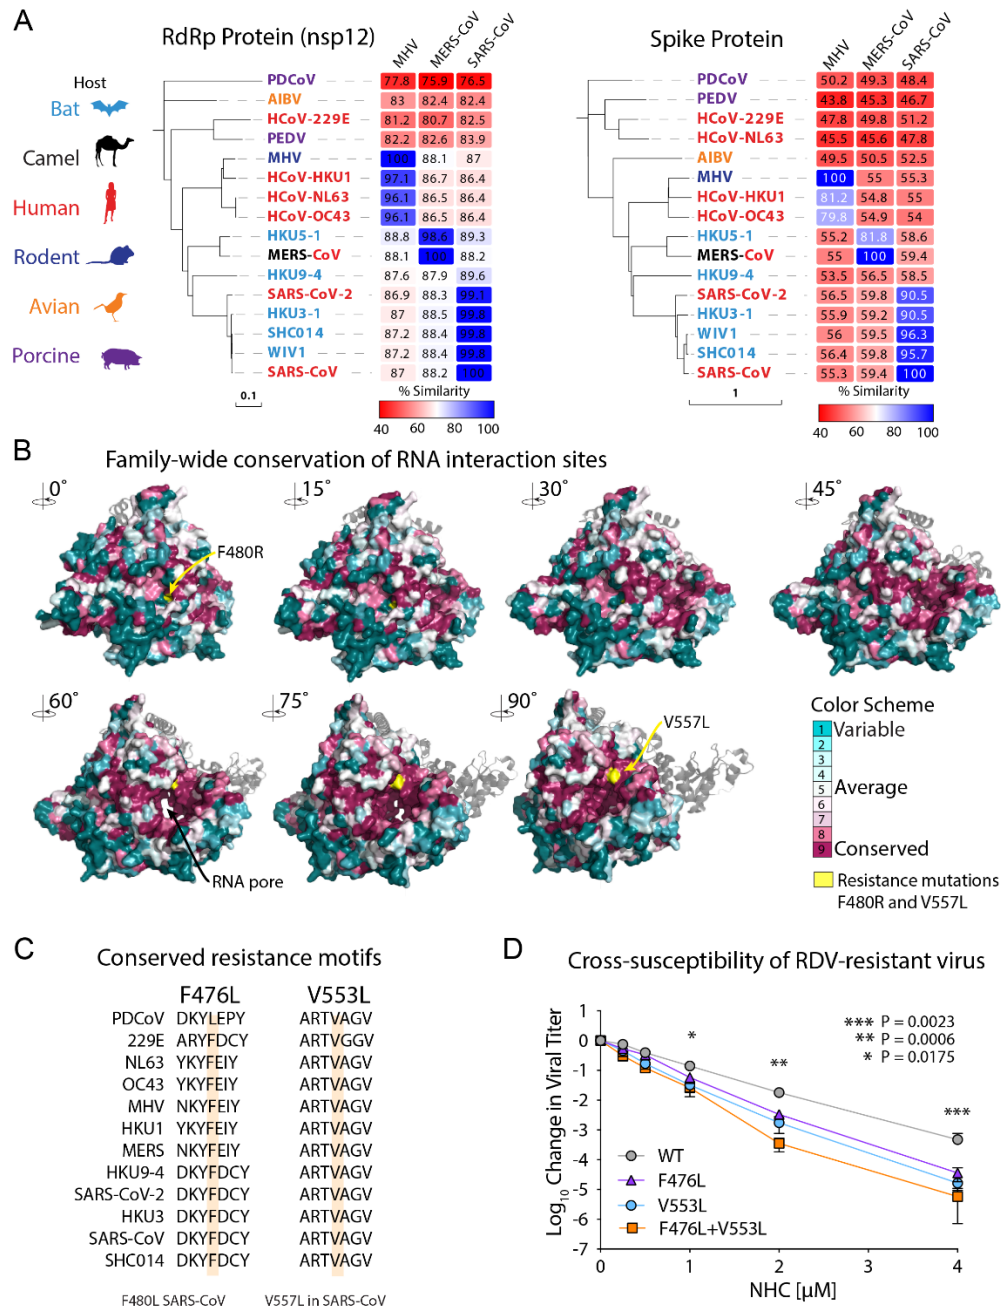 A
RdRp Protein (nsp12)
MHV
MERS-CoV
SARS-CoV
Host
Bat
Camel
Human
Rodent
Avian
Porcine
PDCoV 77.8 75.9 76.5
AIBV 83 82.4 82.4
HCoV-229E 81.2 80.7 82.5
PEDV 82.2 82.6 83.9
MHV 100 88.1 87
HCoV-HKU1 97.1 86.7 86.4
HCoV-NL63 96.1 86.5 86.4
HCoV-OC43 96.1 86.5 86.4
HKU5-1 88.8 98.6 89.3
MERS-CoV 88.1 100 88.2
HKU9-4 87.6 87.9 89.6
SARS-CoV-2 86.9 88.3 99.1
HKU3-1 87 88.5 99.8
SHC014 87.2 88.4 99.8
WIV1 87.2 88.4 99.8
SARS-CoV 87 88.2 100
0.1
% Similarity
40 60 80 100
Spike Protein
MHV
MERS-CoV
SARS-CoV
PDCoV 50.2 49.3 48.4
PEDV 43.8 45.3 46.7
HCoV-229E 47.8 49.8 51.2
HCoV-NL63 45.5 45.6 47.8
AIBV 49.5 50.5 52.5
MHV 100 55 55.3
HCoV-HKU1 81.2 54.8 55
HCoV-OC43 79.8 54.9 54
HKU5-1 55.2 81.8 58.6
MERS-CoV 55 100 59.4
HKU9-4 53.5 56.5 58.5
SARS-CoV-2 56.5 59.8 90.5
HKU3-1 55.9 59.2 90.5
WIV1 56 59.5 96.3
SHC014 56.4 59.8 95.7
SARS-CoV 55.3 59.4 100
1
% Similarity
40 60 80 100
B
Family-wide conservation of RNA interaction sites
0°
15°
30°
45°
F480R
60°
75°
90°
V557L
RNA pore
Color Scheme
1 Variable
2
3
4
5 Average
6
7
8
9 Conserved
Resistance mutations
F480R and V557L
C
Conserved resistance motifs
F476L V553L
PDCoV DKYLEPY ARTVAGV
229E ARYFDCY ARTVGGV
NL63 YKYFEIY ARTVAGV
OC43 YKYFEIY ARTVAGV
MHV NKYFEIY ARTVAGV
HKU1 YKYFEIY ARTVAGV
MERS NKYFEIY ARTVAGV
HKU9-4 DKYFDCY ARTVAGV
SARS-CoV-2 DKYFDCY ARTVAGV
HKU3 DKYFDCY ARTVAGV
SARS-CoV DKYFDCY ARTVAGV
SHC014 DKYFDCY ARTVAGV
F480L SARS-CoV V557L in SARS-CoV
D
Cross-susceptibility of RDV-resistant virus
Log10 Change in Viral Titer
1
0
-1
-2
-3
-4
-5
-6
-7
*
**
***
*** P = 0.0023
** P = 0.0006
* P = 0.0175
WT
F476L
V553L
F476L+V553L
0 1 2 3 4
NHC [µM]